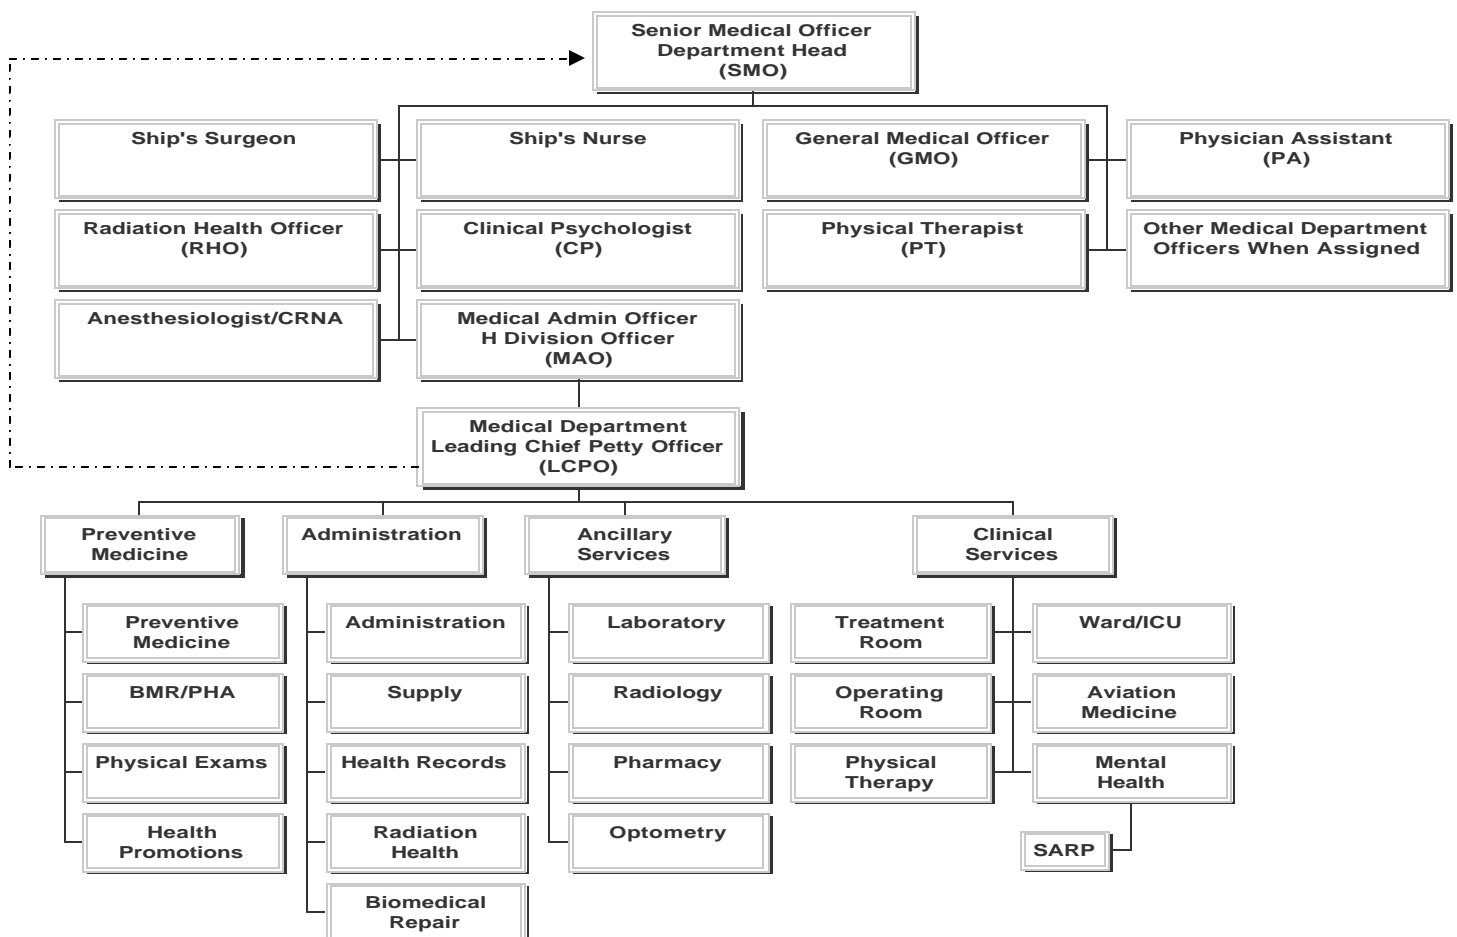 Senior Medical Officer
Department Head
(SMO)
Ship's Surgeon
Ship's Nurse
General Medical Officer
(GMO)
Physician Assistant
(PA)
Radiation Health Officer
(RHO)
Clinical Psychologist
(CP)
Physical Therapist
(PT)
Other Medical Department
Officers When Assigned
Anesthesiologist/CRNA
Medical Admin Officer
H Division Officer
(MAO)
Medical Department
Leading Chief Petty Officer
(LCPO)
Preventive
Medicine
Administration
Ancillary
Services
Clinical
Services
Preventive
Medicine
BMR/PHA
Physical Exams
Health
Promotions
Administration
Supply
Health Records
Radiation
Health
Biomedical
Repair
Laboratory
Radiology
Pharmacy
Optometry
Treatment
Room
Ward/ICU
Operating
Room
Aviation
Medicine
Physical
Therapy
Mental
Health
SARP